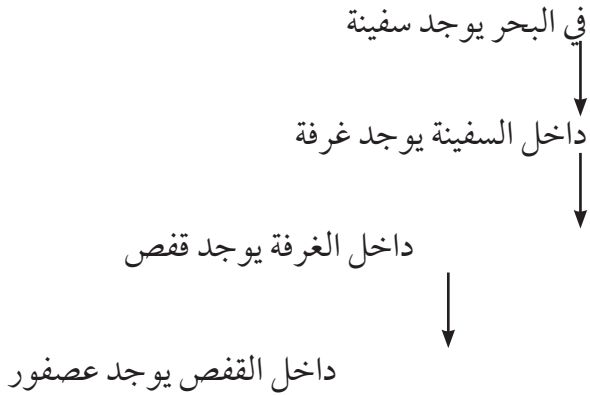 في البحر يوجد سفينة
داخل السفينة يوجد غرفة
داخل الغرفة يوجد قفص
داخل القفص يوجد عصفور